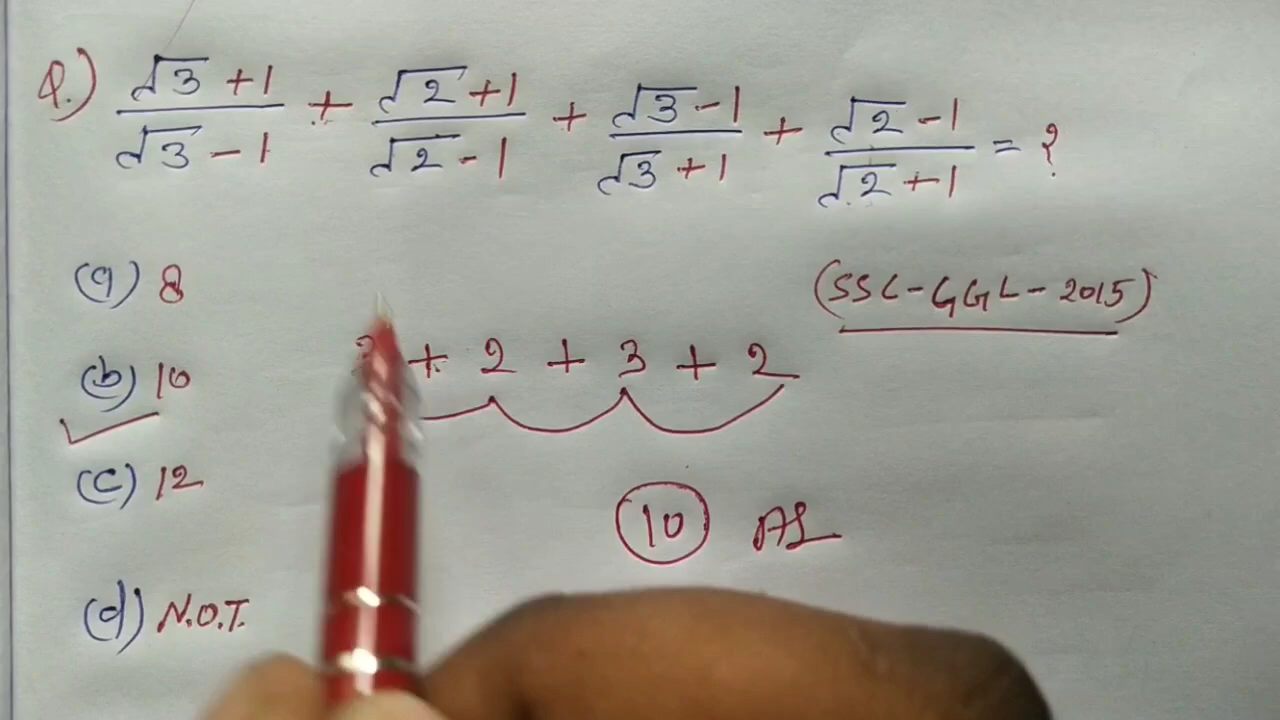 Q.) (√3 +1)/(√3 -1) + (√2 +1)/(√2 -1) + (√3 -1)/(√3 +1) + (√2 -1)/(√2 +1) = ?
(a) 8
(SSC-CGL-2015)
(b) 10
+ 2 + 3 + 2
(c) 12
(10)
(d) N.O.T.